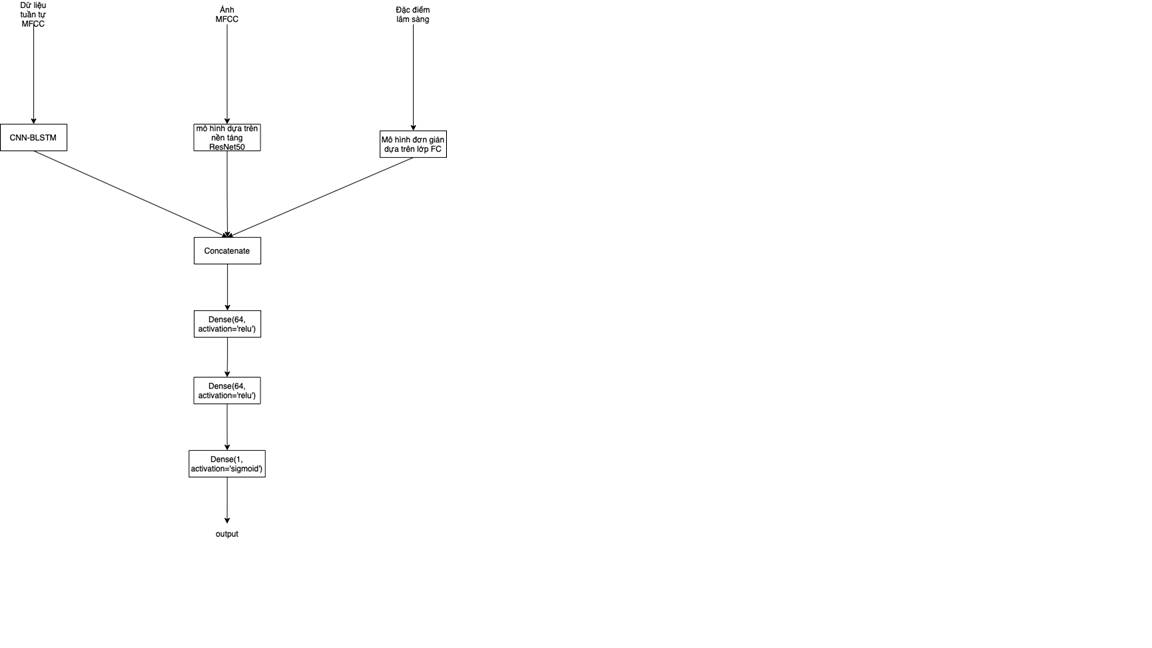 Dữ liệu
tuần tự
MFCC
Ảnh
MFCC
Đặc điểm
lâm sàng
CNN-BLSTM
mô hình dựa trên
nền tảng
ResNet50
Mô hình đơn giản
dựa trên lớp FC
Concatenate
Dense(64,
activation='relu')
Dense(64,
activation='relu')
Dense(1,
activation='sigmoid')
output